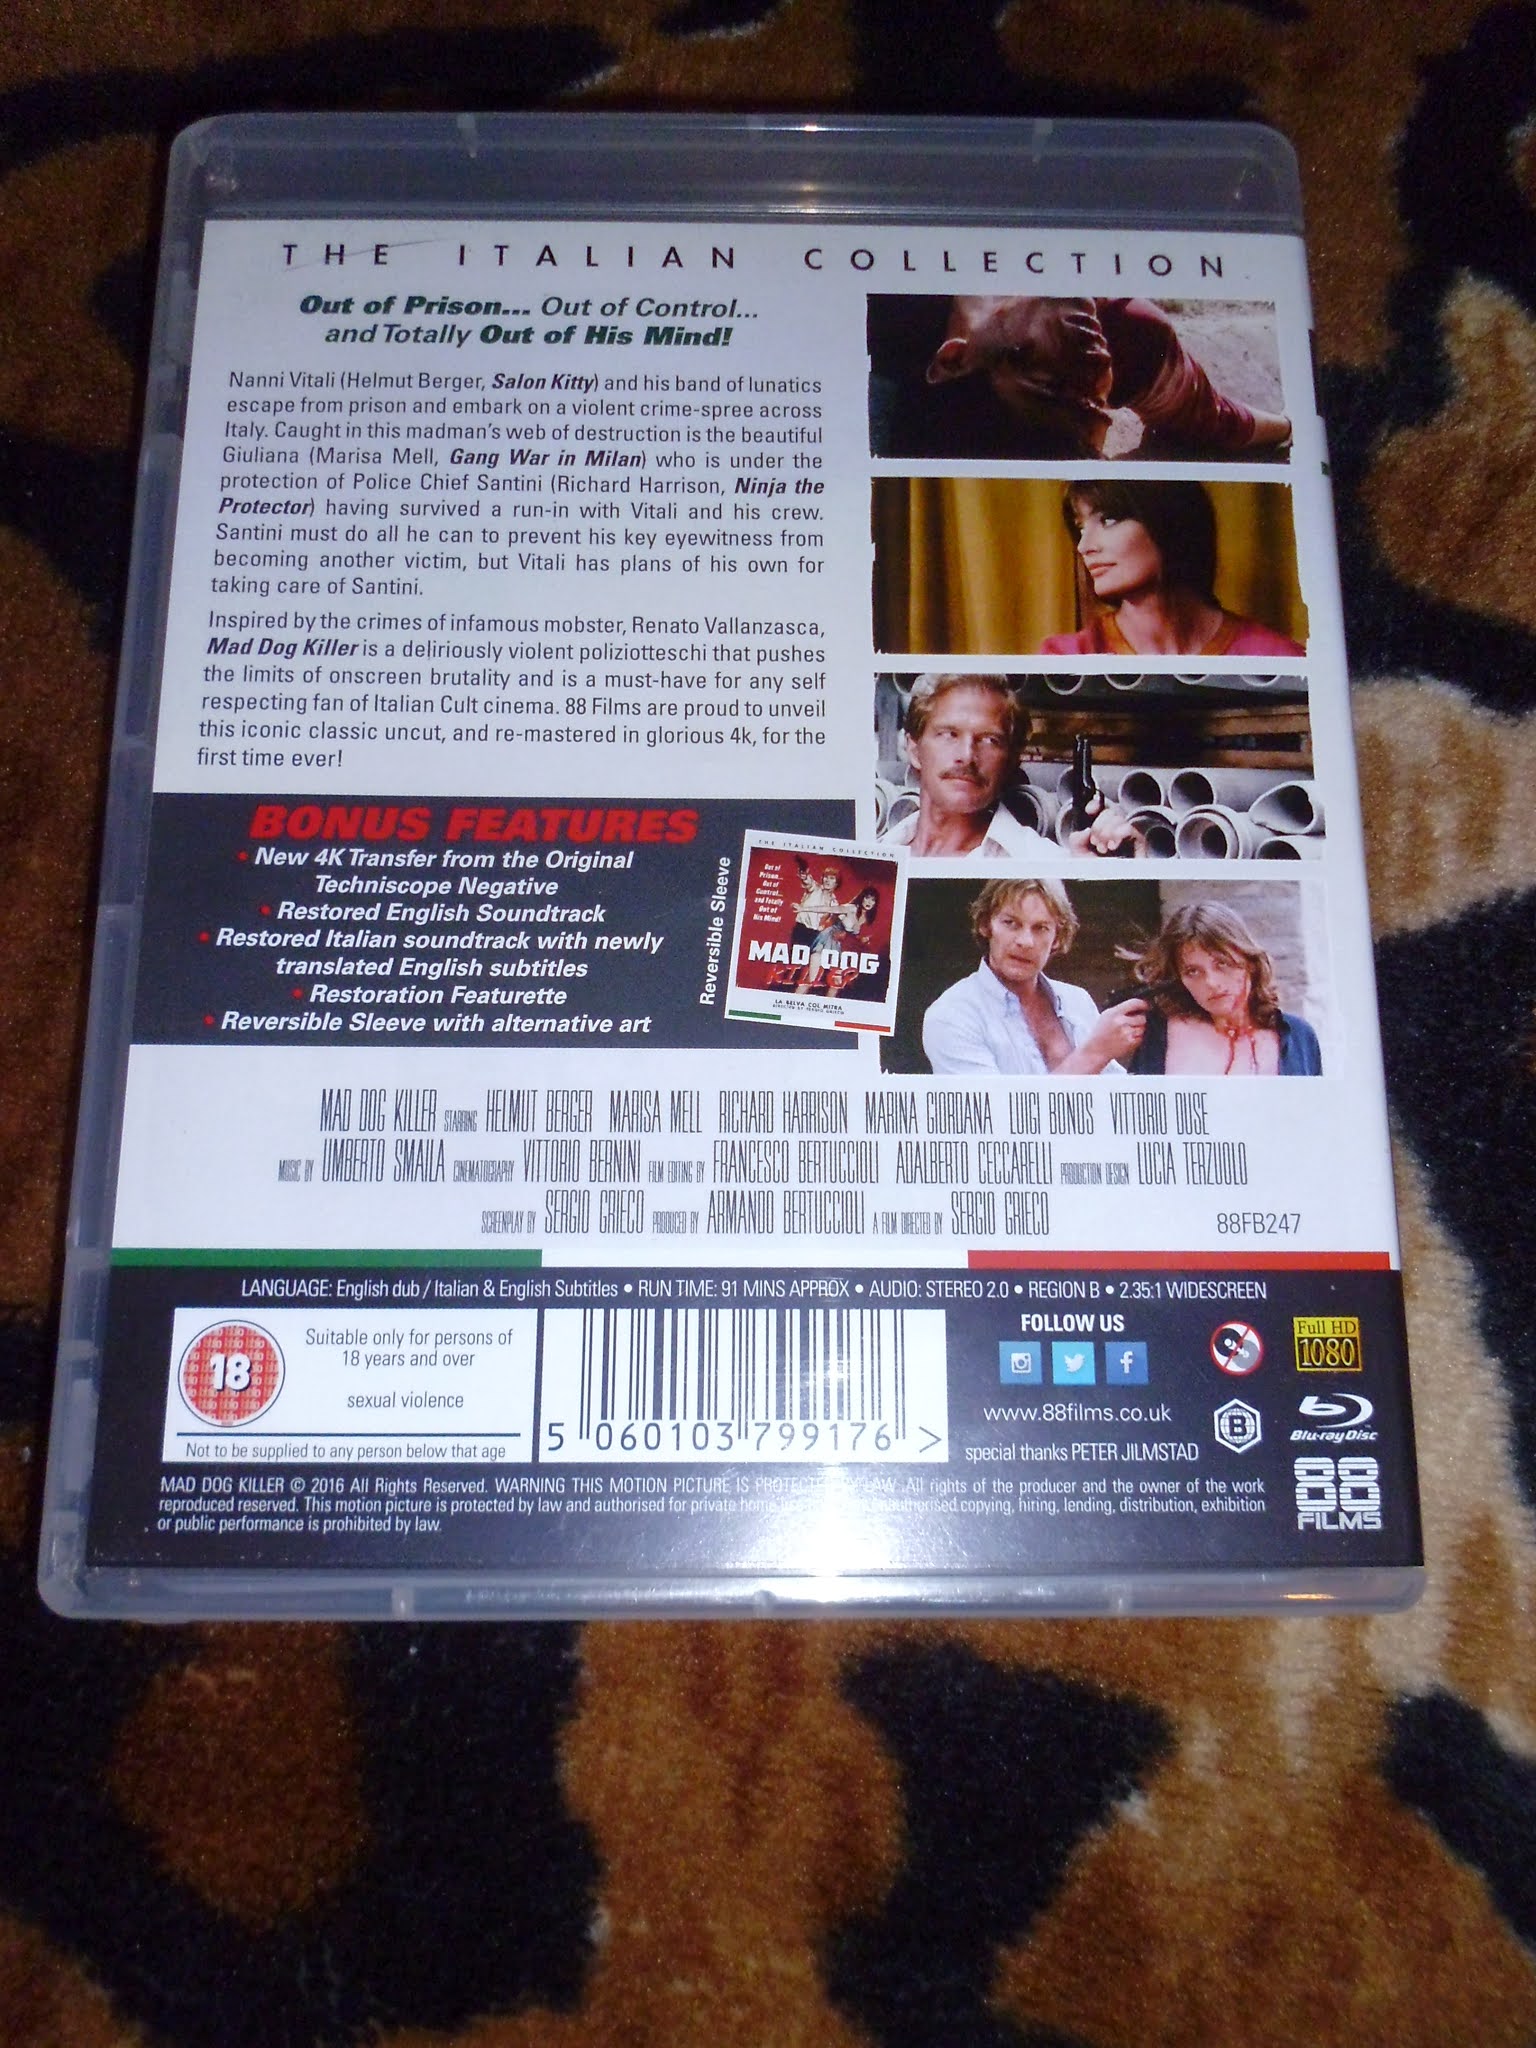 THE ITALIAN COLLECTION
Out of Prison... Out of Control...
and Totally Out of His Mind!
Nanni Vitali (Helmut Berger, Salon Kitty) and his band of lunatics
escape from prison and embark on a violent crime-spree across
Italy. Caught in this madman's web of destruction is the beautiful
Giuliana (Marisa Mell, Gang War in Milan) who is under the
protection of Police Chief Santini (Richard Harrison, Ninja the
Protector) having survived a run-in with Vitali and his crew.
Santini must do all he can to prevent his key eyewitness from
becoming another victim, but Vitali has plans of his own for
taking care of Santini.
Inspired by the crimes of infamous mobster, Renato Vallanzasca,
Mad Dog Killer is a deliriously violent poliziotteschi that pushes
the limits of onscreen brutality and is a must-have for any self
respecting fan of Italian Cult cinema. 88 Films are proud to unveil
this iconic classic uncut, and re-mastered in glorious 4k, for the
first time ever!
BONUS FEATURES
• New 4K Transfer from the Original
Techniscope Negative
• Restored English Soundtrack
• Restored Italian soundtrack with newly
translated English subtitles
• Restoration Featurette
• Reversible Sleeve with alternative art
Reversible Sleeve
THE ITALIAN COLLECTION
Out of
Prison...
Out of
Control...
and Totally
Out of
His Mind!
MAD DOG
KILLER
LA BELVA COL MITRA
DIRECTED BY SERGIO GRIECO
MAD DOG KILLER STARRING HELMUT BERGER MARISA MELL RICHARD HARRISON MARINA GIORDANA LUIGI BONOS VITTORIO DUSE
MUSIC BY UMBERTO SMAILA CINEMATOGRAPHY VITTORIO BERNINI FILM EDITING BY FRANCESCO BERTUCCIOLI ADALBERTO CECCARELLI PRODUCTION DESIGN LUCIA TERZUOLO
SCREENPLAY BY SERGIO GRIECO PRODUCED BY ARMANDO BERTUCCIOLI A FILM DIRECTED BY SERGIO GRIECO
88FB247
LANGUAGE: English dub / Italian & English Subtitles • RUN TIME: 91 MINS APPROX • AUDIO: STEREO 2.0 • REGION B • 2.35:1 WIDESCREEN
18
Suitable only for persons of
18 years and over
sexual violence
Not to be supplied to any person below that age
5 060103 799176 >
FOLLOW US
www.88films.co.uk
special thanks PETER JILMSTAD
Full HD
1080
B
Blu-ray Disc
88
FILMS
MAD DOG KILLER © 2016 All Rights Reserved. WARNING THIS MOTION PICTURE IS PROTECTED BY LAW. All rights of the producer and the owner of the work
reproduced reserved. This motion picture is protected by law and authorised for private home use unauthorised copying, hiring, lending, distribution, exhibition
or public performance is prohibited by law.